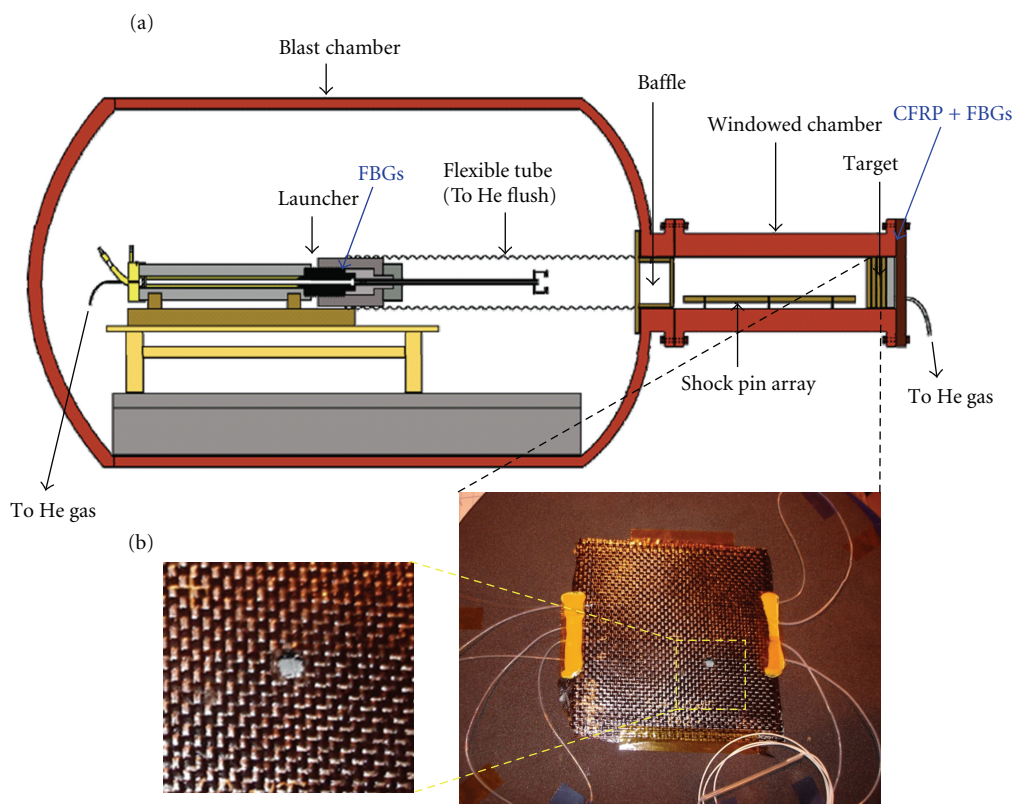 (a)
Blast chamber
Baffle
Windowed chamber
CFRP + FBGs
Target
Flexible tube
(To He flush)
FBGs
Launcher
Shock pin array
To He gas
To He gas
(b)